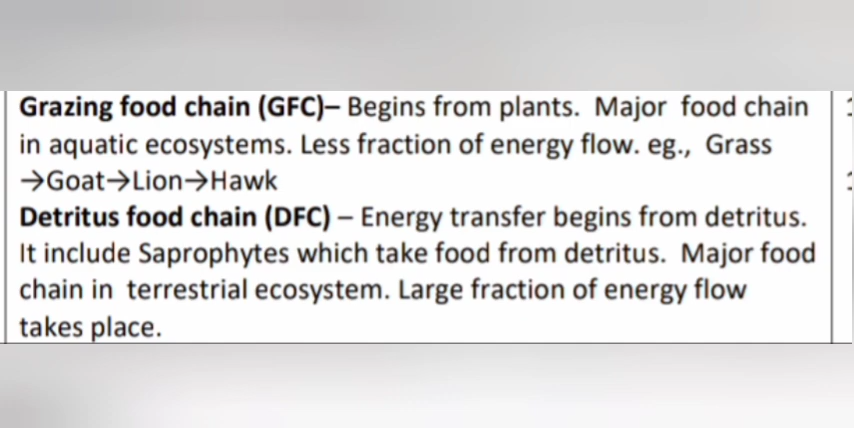 Grazing food chain (GFC)– Begins from plants. Major food chain
in aquatic ecosystems. Less fraction of energy flow. eg., Grass
→Goat→Lion→Hawk
Detritus food chain (DFC) – Energy transfer begins from detritus.
It include Saprophytes which take food from detritus. Major food
chain in terrestrial ecosystem. Large fraction of energy flow
takes place.